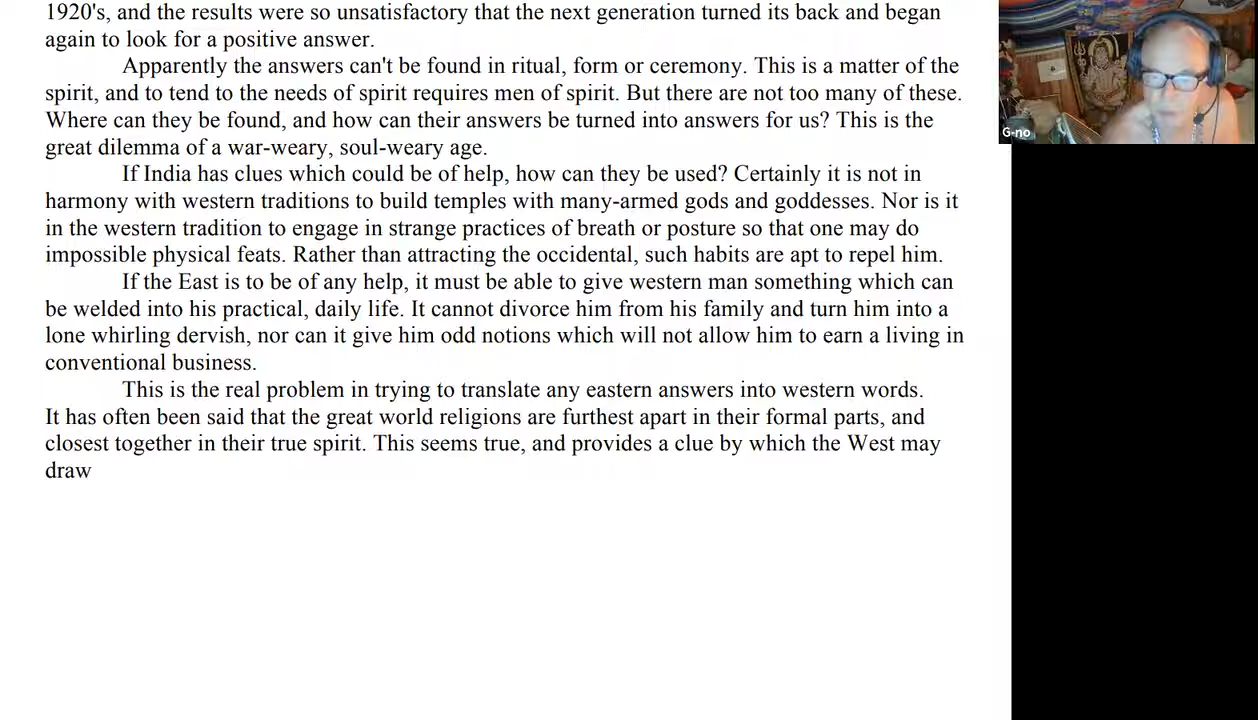 1920's, and the results were so unsatisfactory that the next generation turned its back and began
again to look for a positive answer.
Apparently the answers can't be found in ritual, form or ceremony. This is a matter of the
spirit, and to tend to the needs of spirit requires men of spirit. But there are not too many of these.
Where can they be found, and how can their answers be turned into answers for us? This is the
great dilemma of a war-weary, soul-weary age.
If India has clues which could be of help, how can they be used? Certainly it is not in
harmony with western traditions to build temples with many-armed gods and goddesses. Nor is it
in the western tradition to engage in strange practices of breath or posture so that one may do
impossible physical feats. Rather than attracting the occidental, such habits are apt to repel him.
If the East is to be of any help, it must be able to give western man something which can
be welded into his practical, daily life. It cannot divorce him from his family and turn him into a
lone whirling dervish, nor can it give him odd notions which will not allow him to earn a living in
conventional business.
This is the real problem in trying to translate any eastern answers into western words.
It has often been said that the great world religions are furthest apart in their formal parts, and
closest together in their true spirit. This seems true, and provides a clue by which the West may
draw
G-no